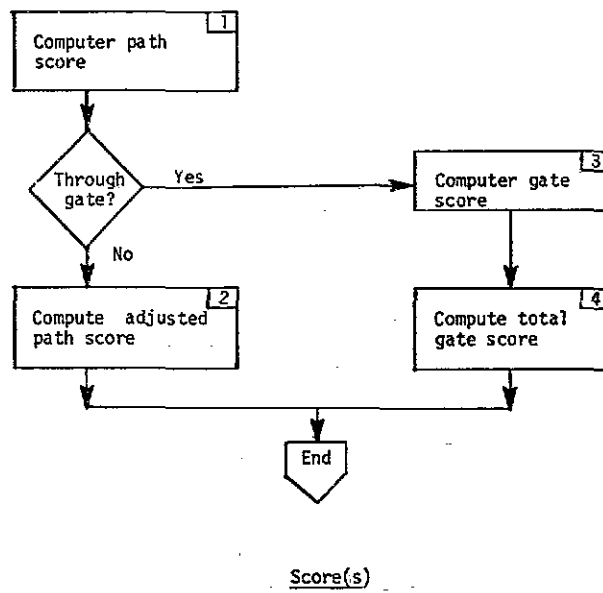 1
Computer path
score
Through
gate?
Yes
No
3
Computer gate
score
2
Compute adjusted
path score
4
Compute total
gate score
End
Score(s)